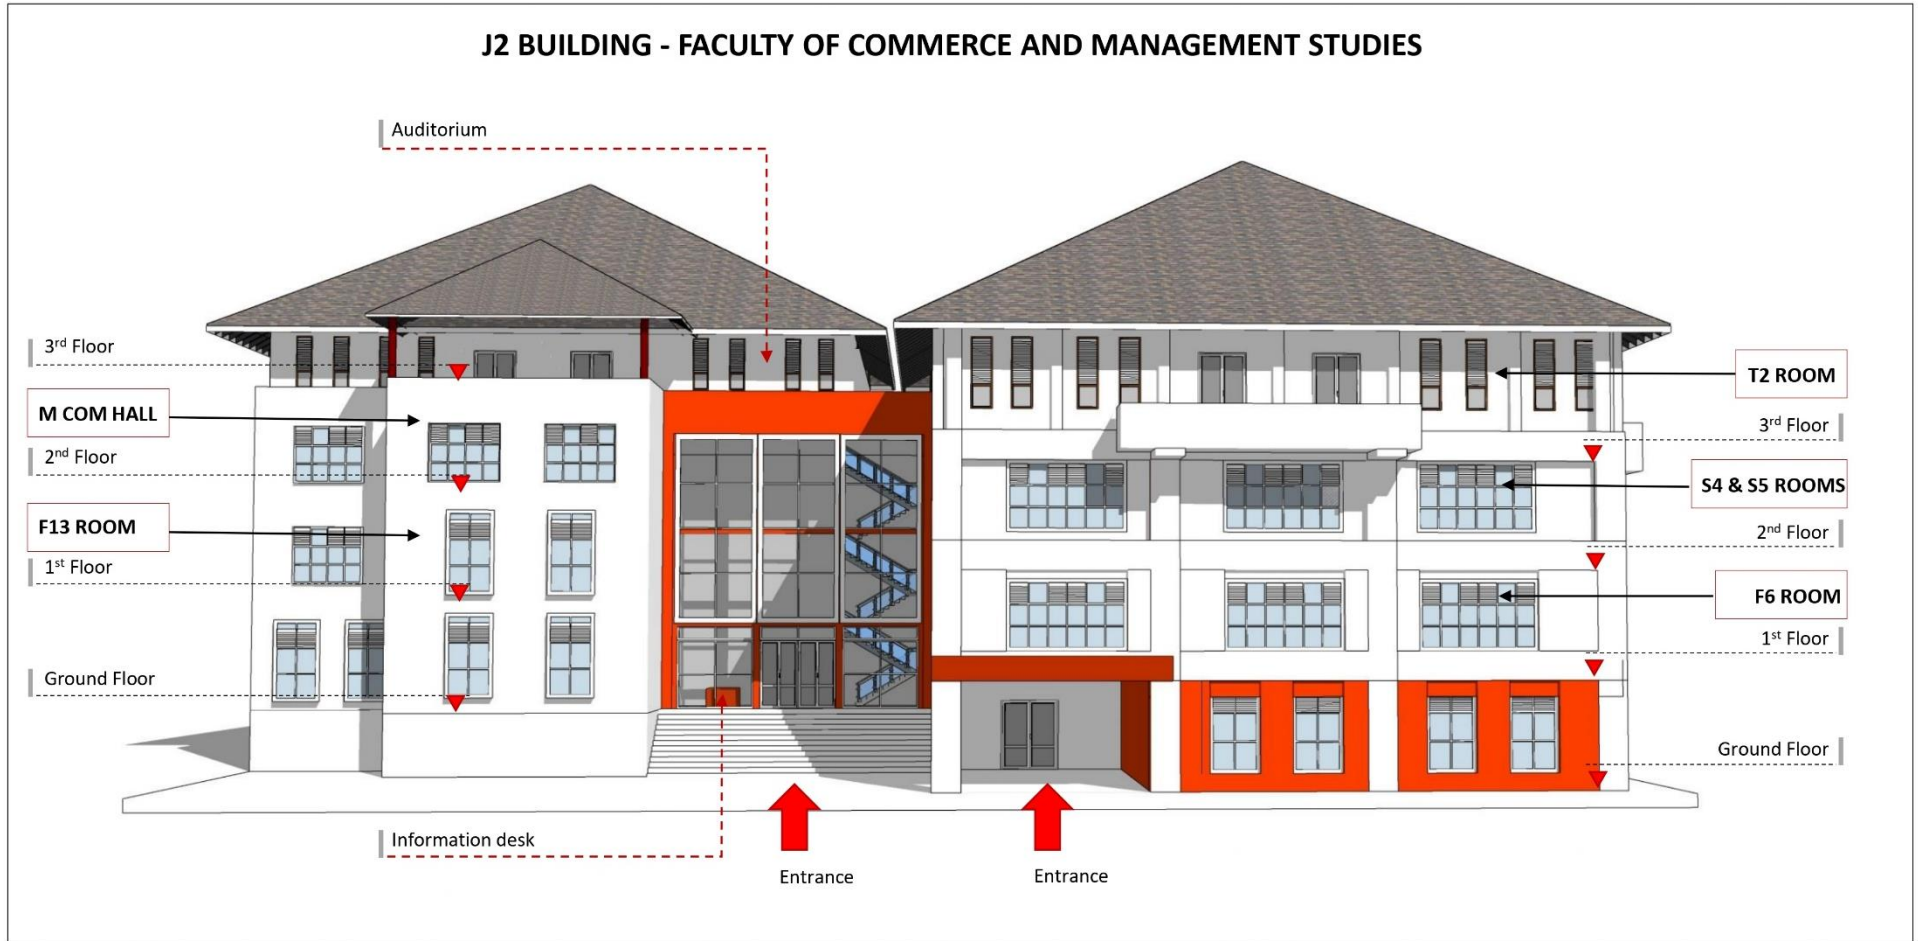 J2 BUILDING - FACULTY OF COMMERCE AND MANAGEMENT STUDIES
Auditorium
3rd Floor
M COM HALL
2nd Floor
F13 ROOM
1st Floor
Ground Floor
T2 ROOM
3rd Floor
S4 & S5 ROOMS
2nd Floor
F6 ROOM
1st Floor
Ground Floor
Information desk
Entrance
Entrance